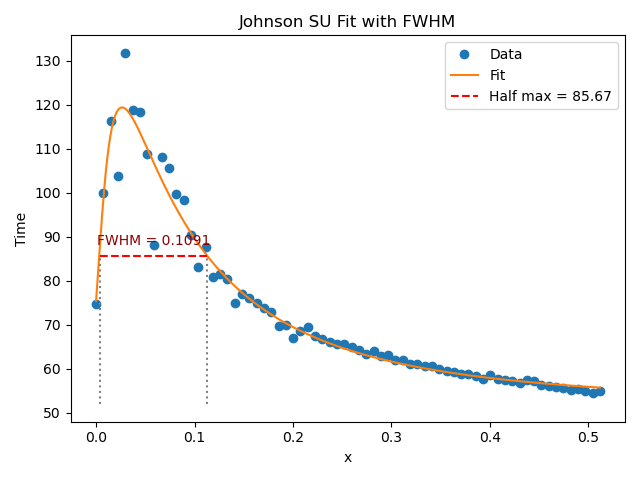 Johnson SU Fit with FWHM
Data
Fit
Half max = 85.67
FWHM = 0.1091
Time
130
120
110
100
90
80
70
60
50
0.0 0.1 0.2 0.3 0.4 0.5
x